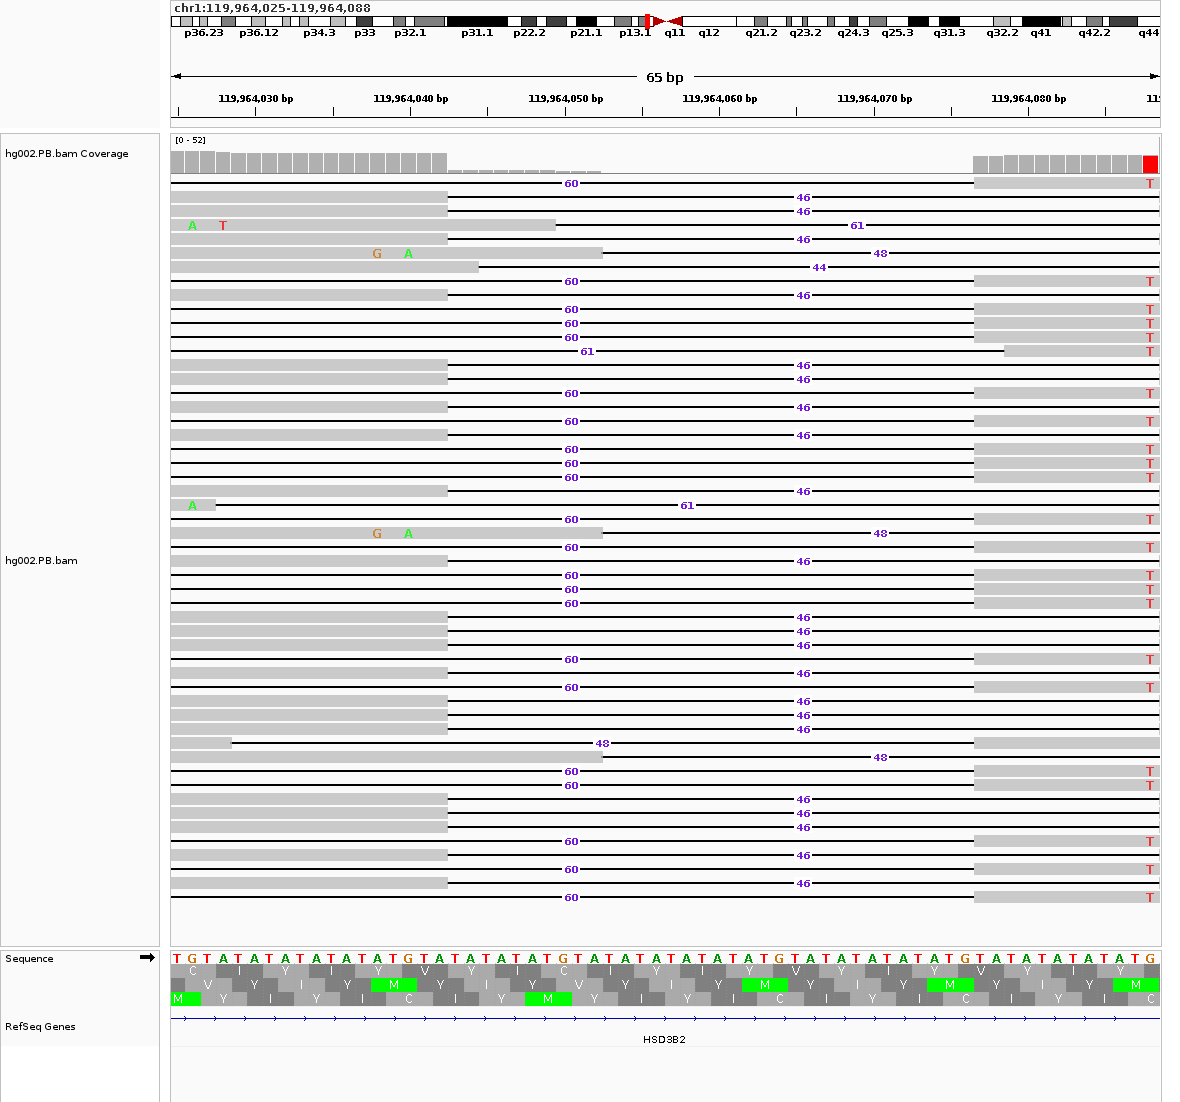 chr1:119,964,025-119,964,088
p36.23 p36.12 p34.3 p33 p32.1 p31.1 p22.2 p21.1 p13.1 q11 q12 q21.2 q23.2 q24.3 q25.3 q31.3 q32.2 q41 q42.2 q44
65 bp
119,964,030 bp 119,964,040 bp 119,964,050 bp 119,964,060 bp 119,964,070 bp 119,964,080 bp
[0 - 52]
hg002.PB.bam Coverage
60 T
46
46
A T 61
46
G A 48
44
60 T
46
60 T
60 T
60 T
61 T
46
46
60 T
46
60 T
46
60 T
60 T
60 T
46
A 61
60 T
G A 48
60 T
hg002.PB.bam 46
60 T
60 T
60 T
46
46
46
60 T
46
60 T
46
46
46
48
48
60 T
60 T
46
46
46
60 T
46
60 T
46
60 T
Sequence T G T A T A T A T A T A T A T G T A T A T A T A T G T A T A T A T A T A T A T G T A T A T A T A T A T G T A T A T A T A T A T G
C I Y I Y V Y I C I Y I Y V Y I Y V Y I Y
V Y I Y M Y I Y V Y I Y M Y I Y M Y I Y M
M Y I Y I C I Y M Y I Y I C I Y I C I Y I C
RefSeq Genes
HSD3B2